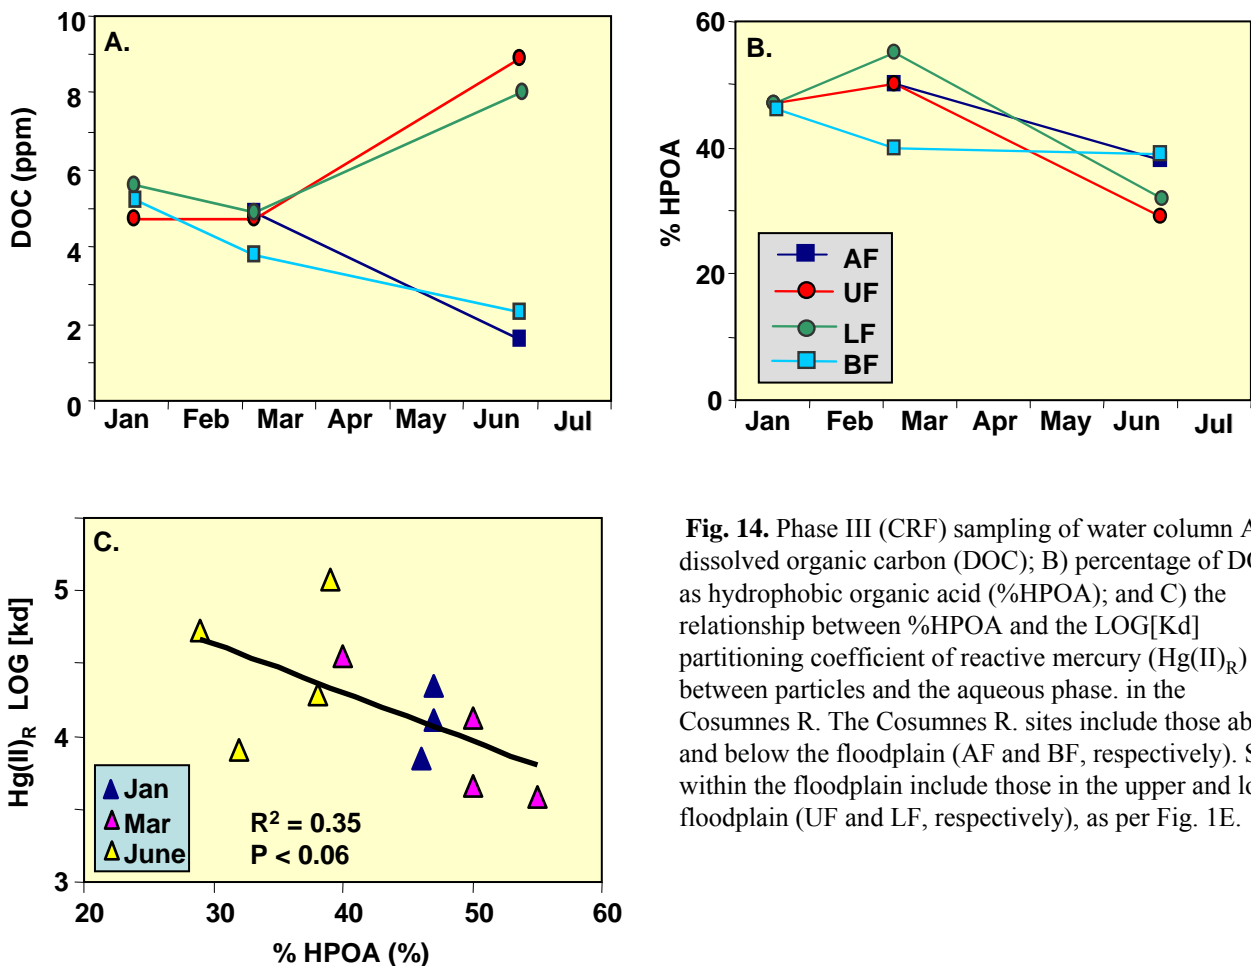 10
8
6
4
2
0
DOC (ppm)
A.
Jan Feb Mar Apr May Jun Jul
60
40
20
0
% HPOA
B.
AF
UF
LF
BF
Jan Feb Mar Apr May Jun Jul
5
4
3
Hg(II)R LOG [kd]
C.
Jan
Mar
June
R2 = 0.35
P < 0.06
20 30 40 50 60
% HPOA (%)
Fig. 14. Phase III (CRF) sampling of water column A
dissolved organic carbon (DOC); B) percentage of DO
as hydrophobic organic acid (%HPOA); and C) the
relationship between %HPOA and the LOG[Kd]
partitioning coefficient of reactive mercury (Hg(II)R)
between particles and the aqueous phase. in the
Cosumnes R. The Cosumnes R. sites include those ab
and below the floodplain (AF and BF, respectively). S
within the floodplain include those in the upper and lo
floodplain (UF and LF, respectively), as per Fig. 1E.